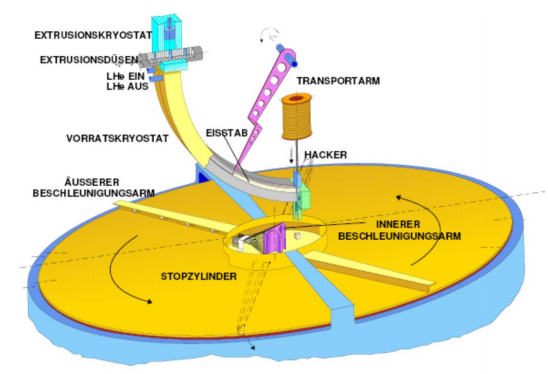 EXTRUSIONSKRYOSTAT
EXTRUSIONSDÜSEN
LHe EIN
LHe AUS
TRANSPORTARM
VORRATSKRYOSTAT
EISSTAB
HACKER
ÄUSSERER
BESCHLEUNIGUNGSARM
INNERER
BESCHLEUNIGUNGSARM
STOPZYLINDER